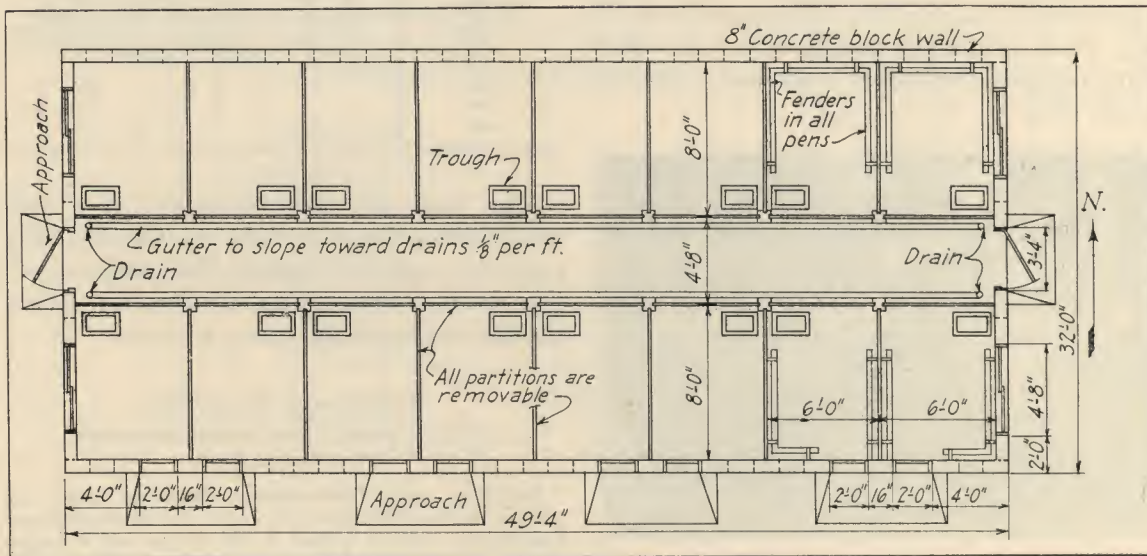 8" Concrete block wall
Approach
Fenders
in all
pens
8'-0"
Trough
N.
Gutter to slope toward drains ⅛" per ft.
Drain
4'-8"
Drain
3'-4"
32'-0"
All partitions are
removable
8'-0"
6'-0"
6'-0"
4'-8"
2'-0"
4'-0"
2'-0"
16"
2'-0"
Approach
2'-0"
16"
2'-0"
4'-0"
49'-4"